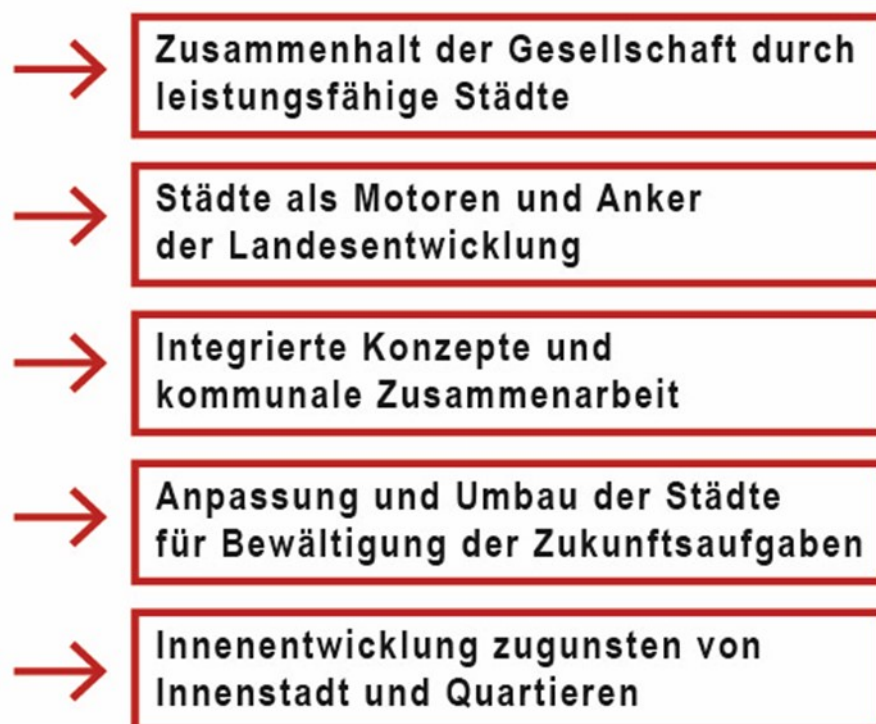 Zusammenhalt der Gesellschaft durch
leistungsfähige Städte
Städte als Motoren und Anker
der Landesentwicklung
Integrierte Konzepte und
kommunale Zusammenarbeit
Anpassung und Umbau der Städte
für Bewältigung der Zukunftsaufgaben
Innenentwicklung zugunsten von
Innenstadt und Quartieren